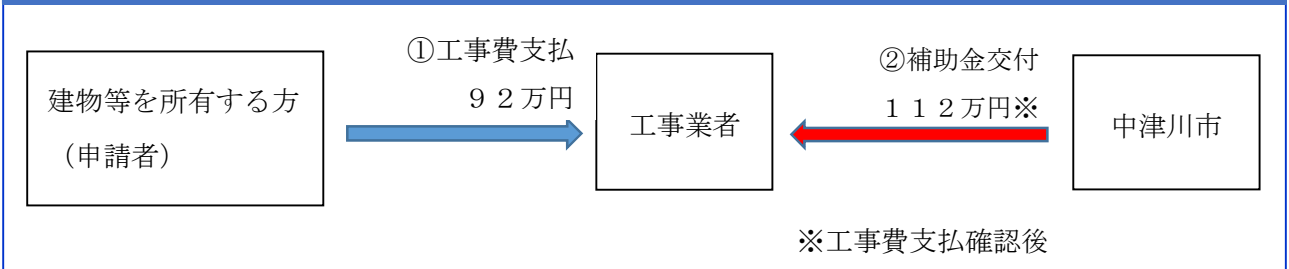 建物等を所有する方
(申請者)
①工事費支払
92万円
工事業者
②補助金交付
112万円※
中津川市
※工事費支払確認後